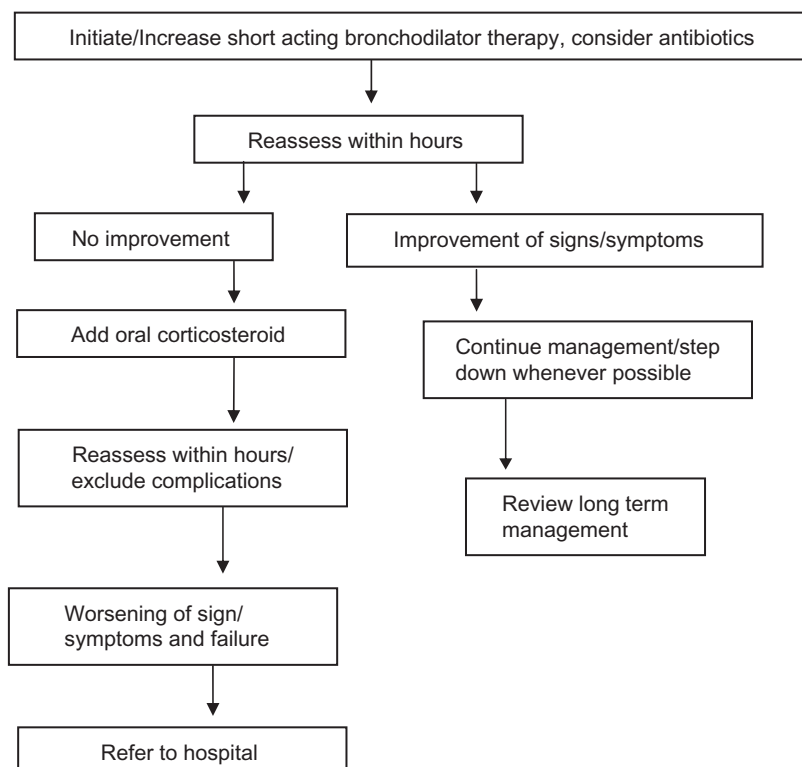 Initiate/Increase short acting bronchodilator therapy, consider antibiotics
Reassess within hours
No improvement
Improvement of signs/symptoms
Add oral corticosteroid
Continue management/step
down whenever possible
Reassess within hours/
exclude complications
Review long term
management
Worsening of sign/
symptoms and failure
Refer to hospital